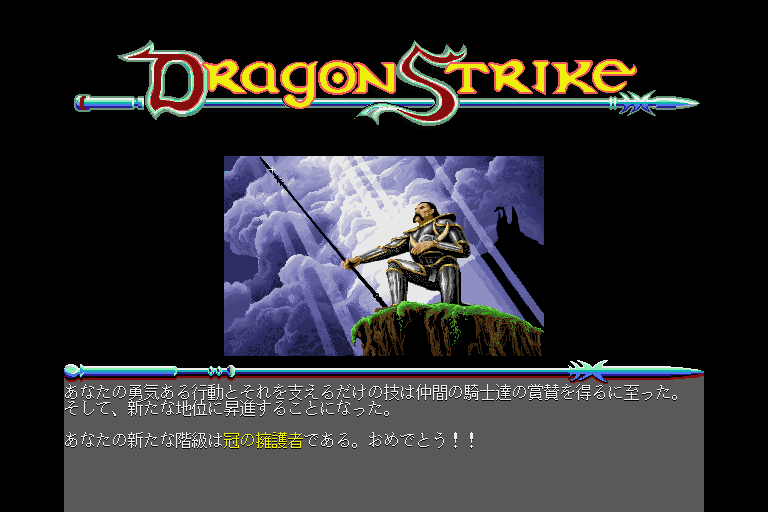 DRagonSTRIKe
あなたの勇気ある行動とそれを支えるだけの技は仲間の騎士達の賞賛を得るに至った。
そして、新たな地位に昇進することになった。
あなたの新たな階級は冠の擁護者である。おめでとう！！